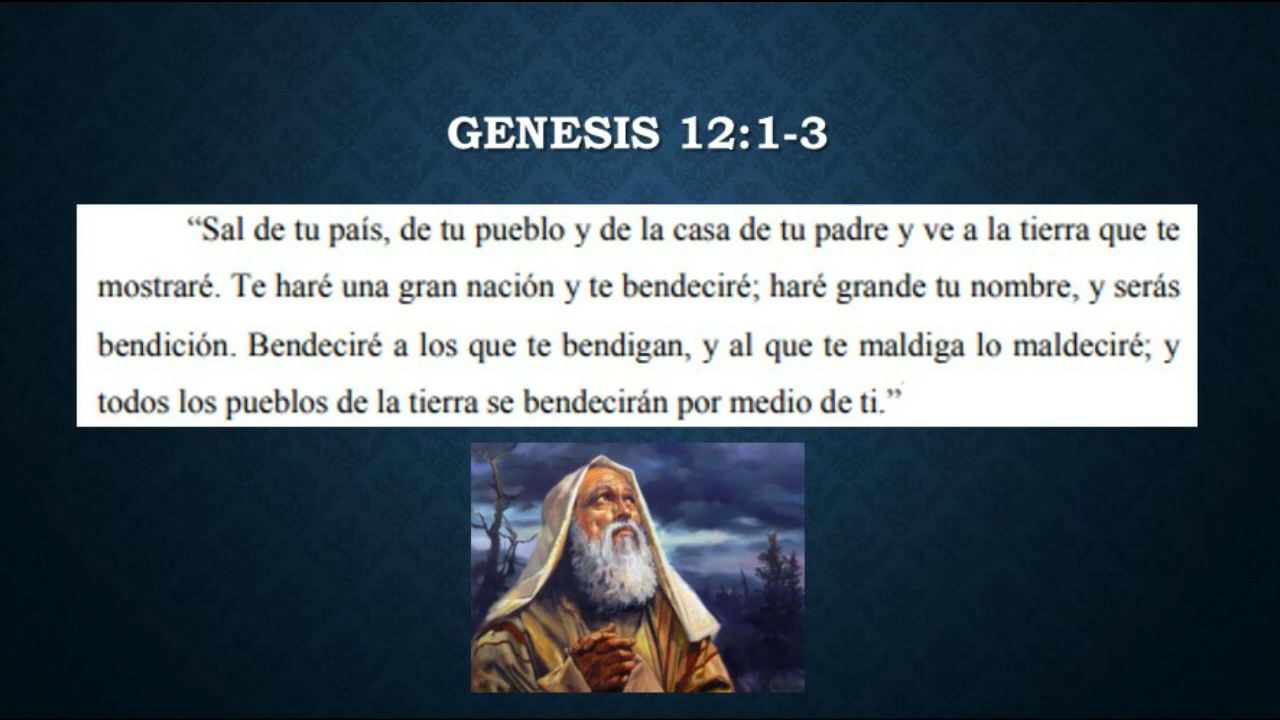 GENESIS 12:1-3
“Sal de tu país, de tu pueblo y de la casa de tu padre y ve a la tierra que te
mostraré. Te haré una gran nación y te bendeciré; haré grande tu nombre, y serás
bendición. Bendeciré a los que te bendigan, y al que te maldiga lo maldeciré; y
todos los pueblos de la tierra se bendecirán por medio de ti.”